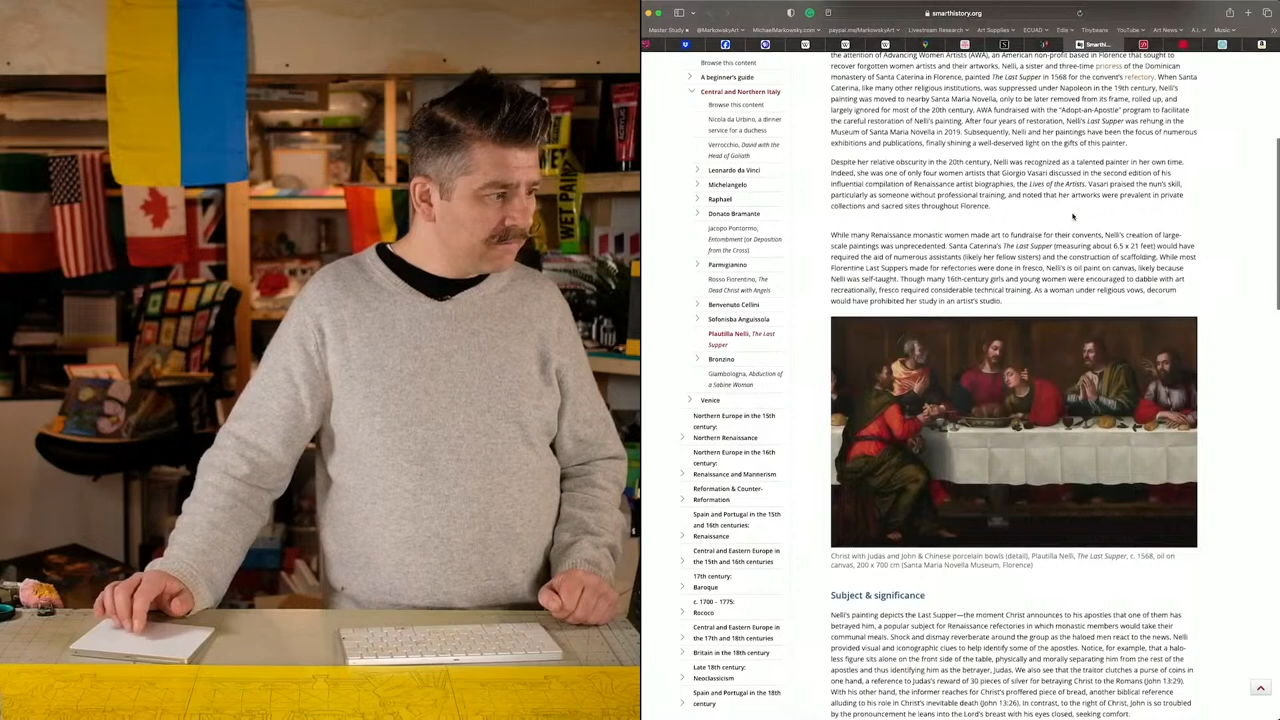 smarthistory.org
Master Study
@MarkowskyArt
MichaelMarkowsky.com
paypal.me/MarkowskyArt
Livestream Research
Art Supplies
ECUAD
Edie
Tinybeans
YouTube
Art News
A.I.
Music
Smarthi...
ACRYLIC
WET PAINT
Browse this content
A beginner's guide
Central and Northern Italy
Browse this content
Nicola da Urbino, a dinner
service for a duchess
Verrocchio, David with the
Head of Goliath
Leonardo da Vinci
Michelangelo
Raphael
Donato Bramante
Jacopo Pontormo,
Entombment (or Deposition
from the Cross)
Parmigianino
Rosso Fiorentino, The
Dead Christ with Angels
Benvenuto Cellini
Sofonisba Anguissola
Plautilla Nelli, The Last
Supper
Bronzino
Giambologna, Abduction of
a Sabine Woman
Venice
Northern Europe in the 15th
century:
Northern Renaissance
Northern Europe in the 16th
century:
Renaissance and Mannerism
Reformation & Counter-
Reformation
Spain and Portugal in the 15th
and 16th centuries:
Renaissance
Central and Eastern Europe in
the 15th and 16th centuries
17th century:
Baroque
c. 1700 – 1775:
Rococo
Central and Eastern Europe in
the 17th and 18th centuries
Britain in the 18th century
Late 18th century:
Neoclassicism
Spain and Portugal in the 18th
century
the attention of Advancing Women Artists (AWA), an American non-profit based in Florence that sought to
recover forgotten women artists and their artworks. Nelli, a sister and three-time prioress of the Dominican
monastery of Santa Caterina in Florence, painted The Last Supper in 1568 for the convent's refectory. When Santa
Caterina, like many other religious institutions, was suppressed under Napoleon in the 19th century, Nelli's
painting was moved to nearby Santa Maria Novella, only to be later removed from its frame, rolled up, and
largely ignored for most of the 20th century. AWA fundraised with the "Adopt-an-Apostle" program to facilitate
the careful restoration of Nelli's painting. After four years of restoration, Nelli's Last Supper was rehung in the
Museum of Santa Maria Novella in 2019. Subsequently, Nelli and her paintings have been the focus of numerous
exhibitions and publications, finally shining a well-deserved light on the gifts of this painter.
Despite her relative obscurity in the 20th century, Nelli was recognized as a talented painter in her own time.
Indeed, she was one of only four women artists that Giorgio Vasari discussed in the second edition of his
influential compilation of Renaissance artist biographies, the Lives of the Artists. Vasari praised the nun's skill,
particularly as someone without professional training, and noted that her artworks were prevalent in private
collections and sacred sites throughout Florence.
While many Renaissance monastic women made art to fundraise for their convents, Nelli's creation of large-
scale paintings was unprecedented. Santa Caterina's The Last Supper (measuring about 6.5 x 21 feet) would have
required the aid of numerous assistants (likely her fellow sisters) and the construction of scaffolding. While most
Florentine Last Suppers made for refectories were done in fresco, Nelli's is oil paint on canvas, likely because
Nelli was self-taught. Though many 16th-century girls and young women were encouraged to dabble with art
recreationally, fresco required considerable technical training. As a woman under religious vows, decorum
would have prohibited her study in an artist's studio.
Christ with Judas and John & Chinese porcelain bowls (detail), Plautilla Nelli, The Last Supper, c. 1568, oil on
canvas, 200 x 700 cm (Santa Maria Novella Museum, Florence)
Subject & significance
Nelli's painting depicts the Last Supper—the moment Christ announces to his apostles that one of them has
betrayed him, a popular subject for Renaissance refectories in which monastic members would take their
communal meals. Shock and dismay reverberate around the group as the haloed men react to the news. Nelli
provided visual and iconographic clues to help identify some of the apostles. Notice, for example, that a halo-
less figure sits alone on the front side of the table, physically and morally separating him from the rest of the
apostles and thus identifying him as the betrayer, Judas. We also see that the traitor clutches a purse of coins in
one hand, a reference to Judas's reward of 30 pieces of silver for betraying Christ to the Romans (John 13:29).
With his other hand, the informer reaches for Christ's proffered piece of bread, another biblical reference
alluding to his role in Christ's inevitable death (John 13:26). In contrast, to the right of Christ, John is so troubled
by the pronouncement he leans into the Lord's breast with his eyes closed, seeking comfort.